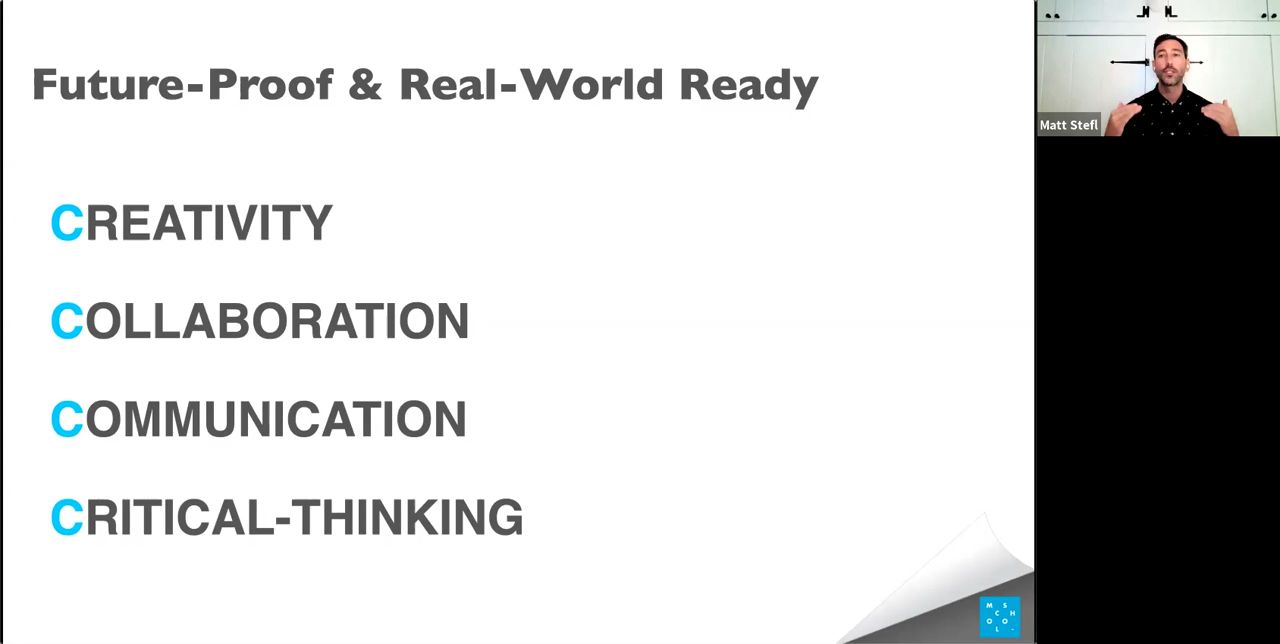 Future-Proof & Real-World Ready
CREATIVITY
COLLABORATION
COMMUNICATION
CRITICAL-THINKING
Matt Stefl
M S
C H
O O
L -